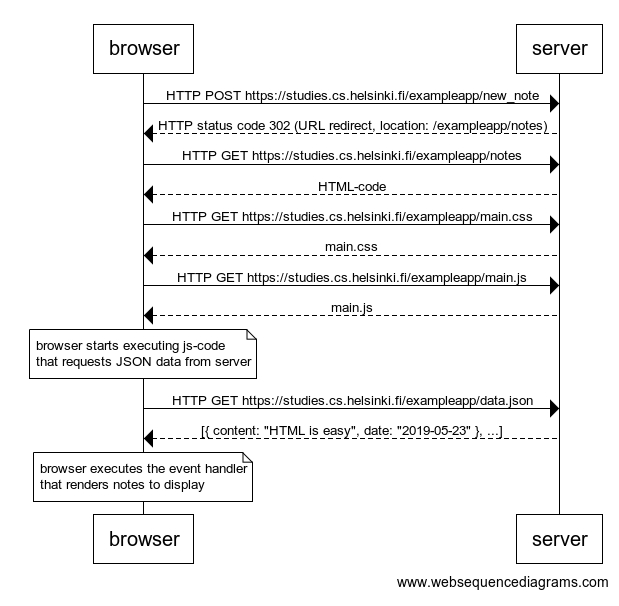 browser
server
HTTP POST https://studies.cs.helsinki.fi/exampleapp/new_note
HTTP status code 302 (URL redirect, location: /exampleapp/notes)
HTTP GET https://studies.cs.helsinki.fi/exampleapp/notes
HTML-code
HTTP GET https://studies.cs.helsinki.fi/exampleapp/main.css
main.css
HTTP GET https://studies.cs.helsinki.fi/exampleapp/main.js
main.js
browser starts executing js-code
that requests JSON data from server
HTTP GET https://studies.cs.helsinki.fi/exampleapp/data.json
[{ content: "HTML is easy", date: "2019-05-23" }, ...]
browser executes the event handler
that renders notes to display
browser
server
www.websequencediagrams.com